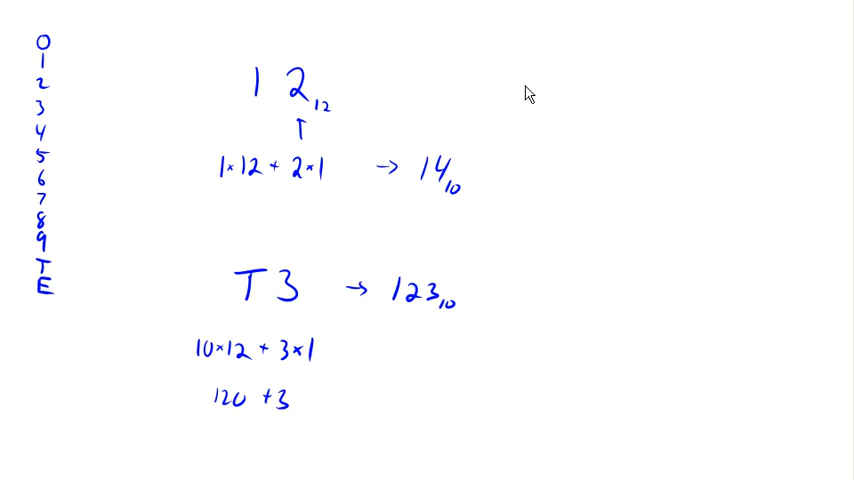 0
1
2
3
4
5
6
7
8
9
T
E
1 2₁₂
↑
1×12 + 2×1 → 14₁₀
T3 → 123₁₀
10×12 + 3×1
120 + 3